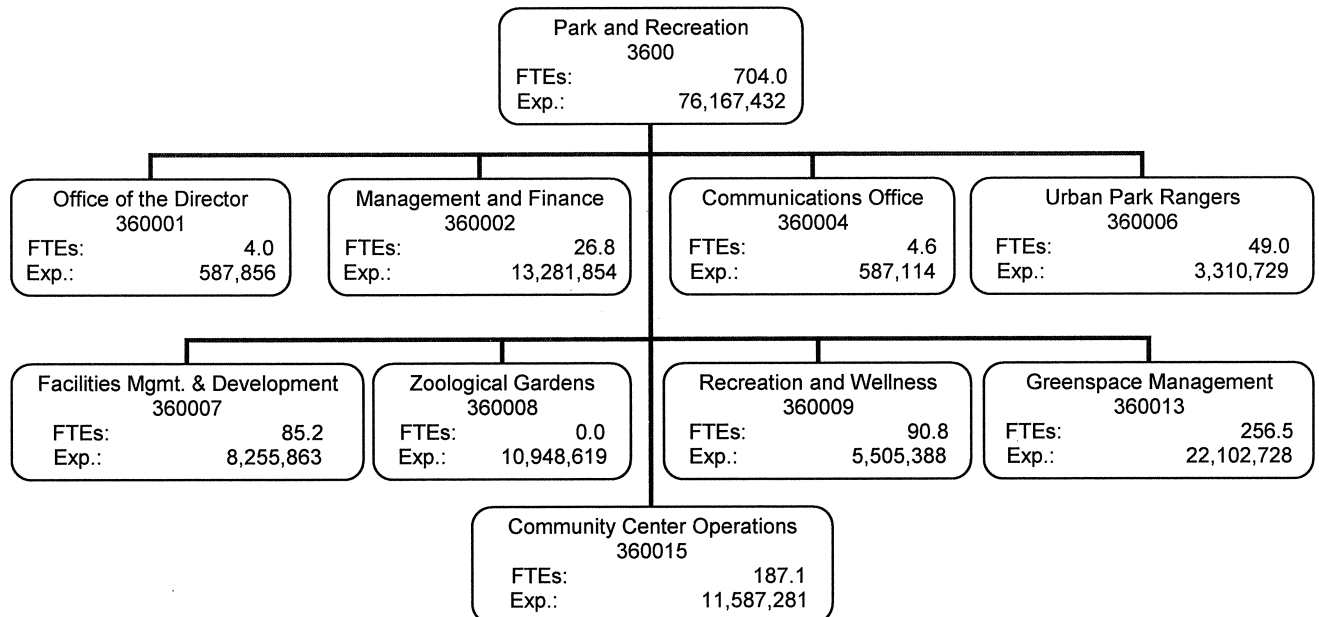 Park and Recreation
3600
FTEs: 704.0
Exp.: 76,167,432
Office of the Director
360001
FTEs: 4.0
Exp.: 587,856
Management and Finance
360002
FTEs: 26.8
Exp.: 13,281,854
Communications Office
360004
FTEs: 4.6
Exp.: 587,114
Urban Park Rangers
360006
FTEs: 49.0
Exp.: 3,310,729
Facilities Mgmt. & Development
360007
FTEs: 85.2
Exp.: 8,255,863
Zoological Gardens
360008
FTEs: 0.0
Exp.: 10,948,619
Recreation and Wellness
360009
FTEs: 90.8
Exp.: 5,505,388
Greenspace Management
360013
FTEs: 256.5
Exp.: 22,102,728
Community Center Operations
360015
FTEs: 187.1
Exp.: 11,587,281